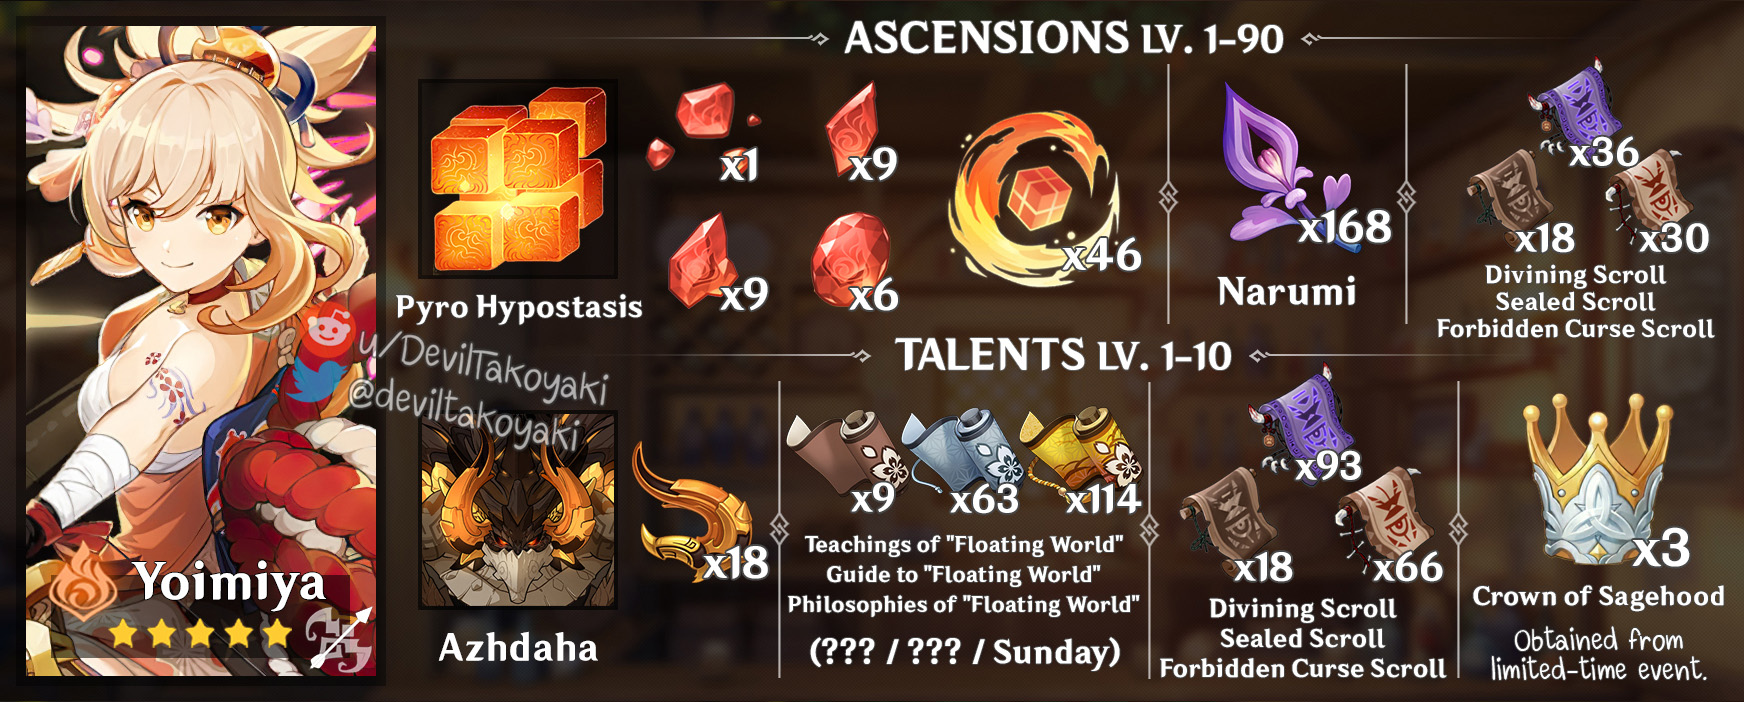 ASCENSIONS LV. 1-90
x1
x9
x9
x6
x46
Pyro Hypostasis
x168
Narumi
x36
x18
x30
Divining Scroll
Sealed Scroll
Forbidden Curse Scroll
u/DevilTakoyaki
@deviltakoyaki
TALENTS LV. 1-10
Azhdaha
x18
x9
x63
x114
Teachings of "Floating World"
Guide to "Floating World"
Philosophies of "Floating World"
(??? / ??? / Sunday)
x93
x18
x66
Divining Scroll
Sealed Scroll
Forbidden Curse Scroll
x3
Crown of Sagehood
Obtained from
limited-time event.
Yoimiya